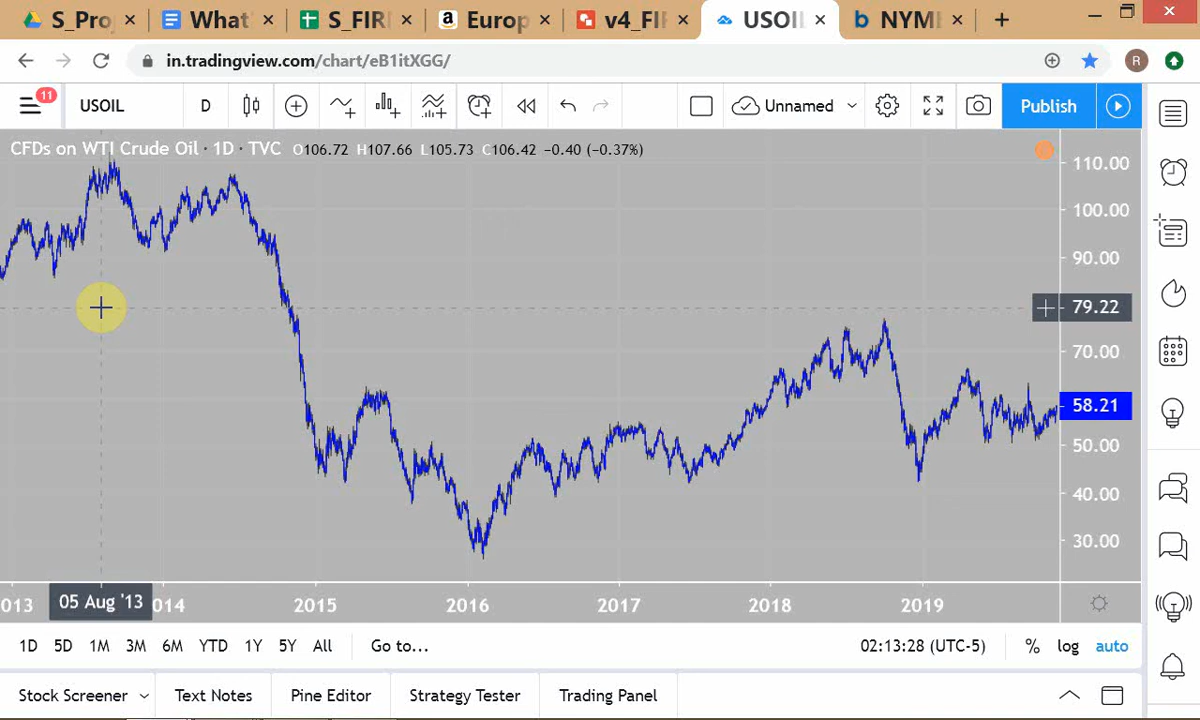 S_Proj What' S_FIR a Europ v4_FIF USOIL b NYME
in.tradingview.com/chart/eB1itXGG/ R
11 USOIL D Unnamed Publish
CFDs on WTI Crude Oil · 1D · TVC O106.72 H107.66 L105.73 C106.42 −0.40 (−0.37%)
110.00
100.00
90.00
79.22
70.00
58.21
50.00
40.00
30.00
013 05 Aug '13 014 2015 2016 2017 2018 2019
1D 5D 1M 3M 6M YTD 1Y 5Y All Go to... 02:13:28 (UTC-5) % log auto
Stock Screener Text Notes Pine Editor Strategy Tester Trading Panel